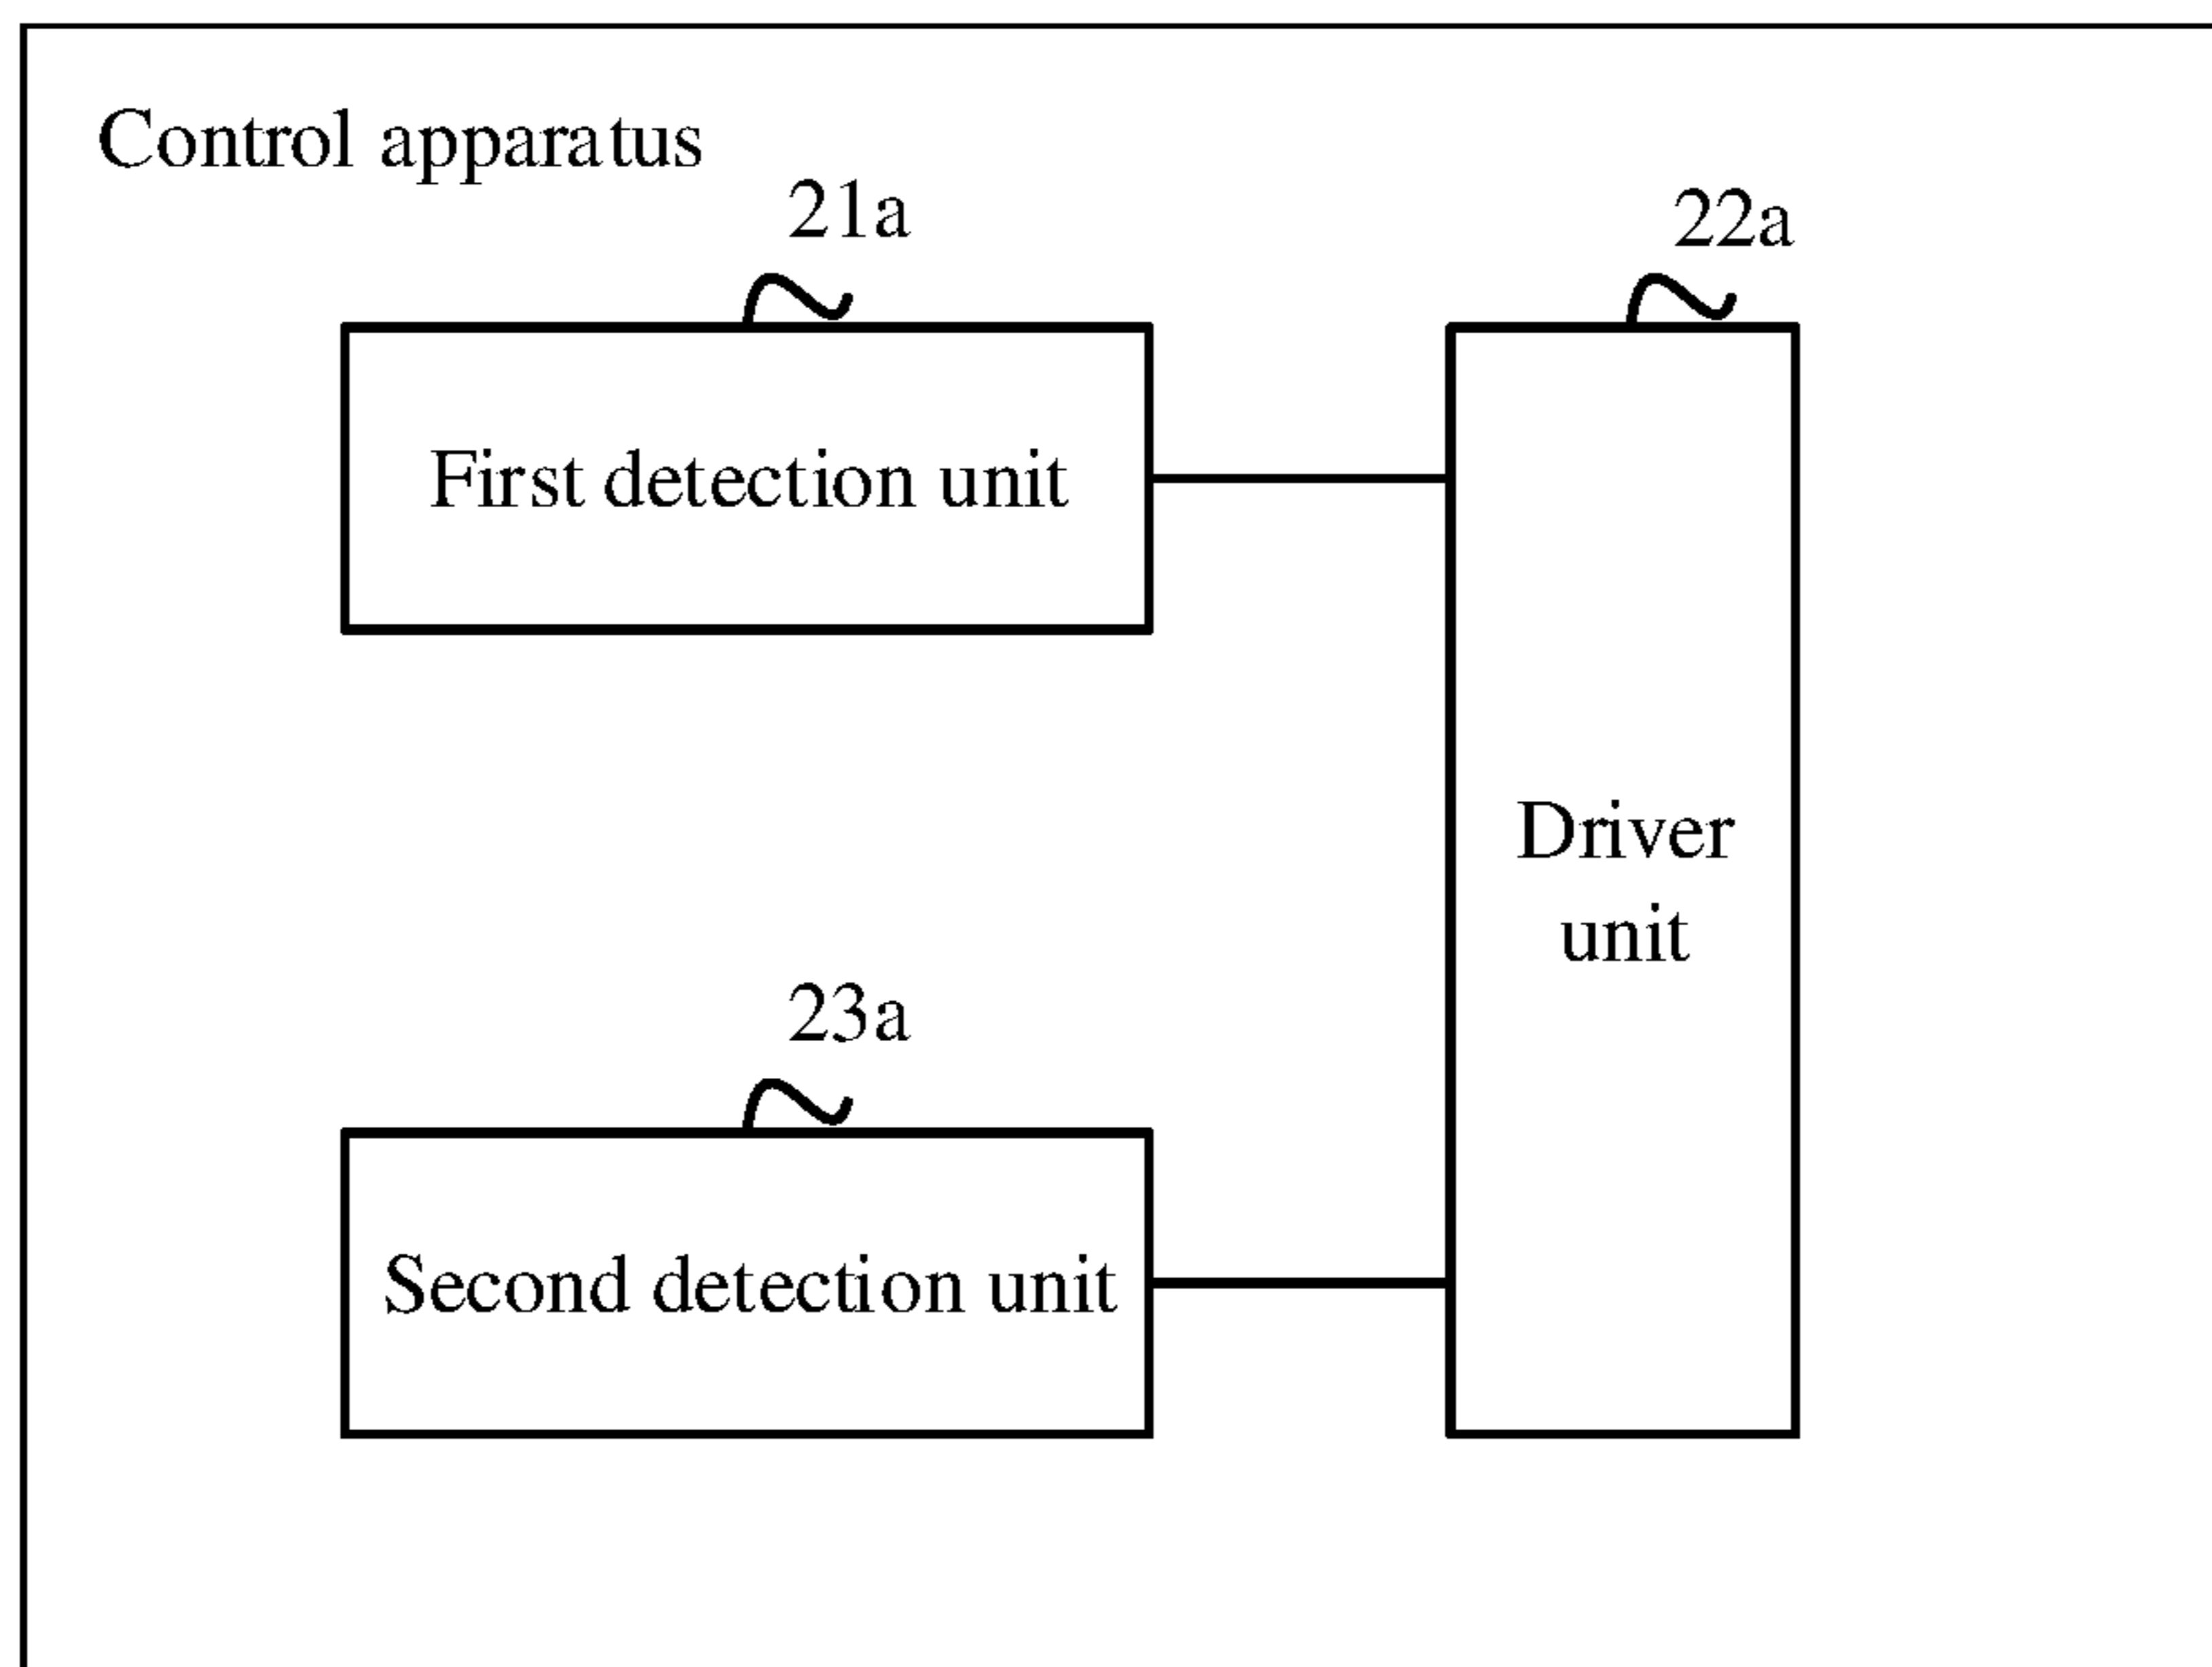 Control apparatus
21a
22a
First detection unit
Driver
unit
23a
Second detection unit